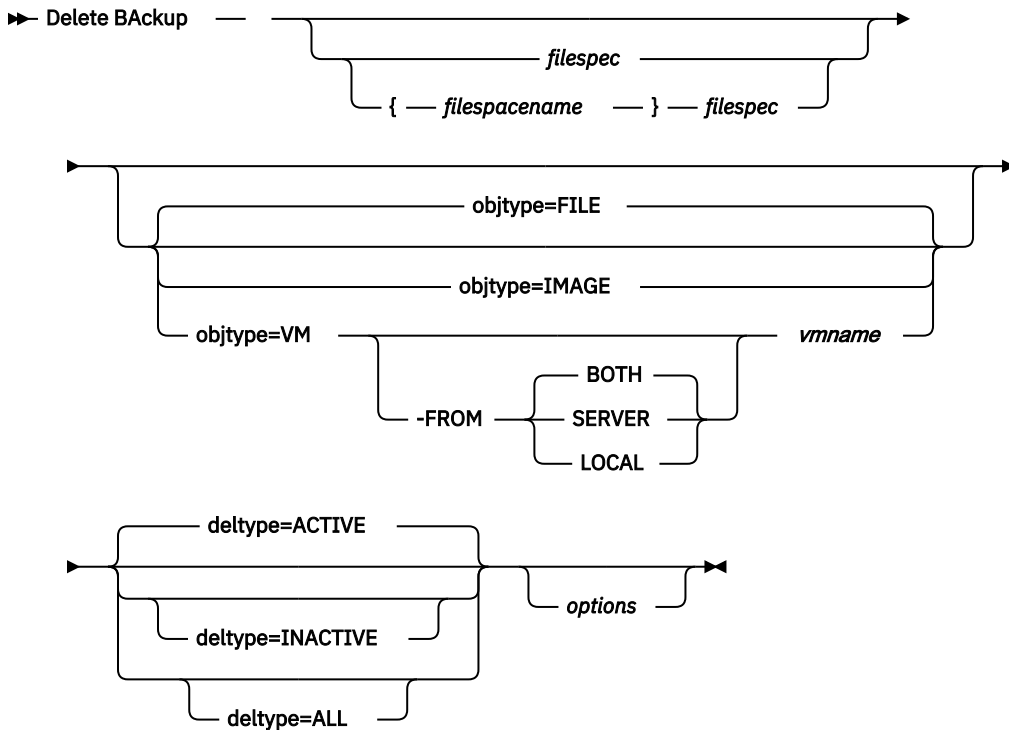 Delete BAckup
filespec
{ filespacename } filespec
objtype=FILE
objtype=IMAGE
objtype=VM vmname
BOTH
-FROM SERVER
LOCAL
deltype=ACTIVE
options
deltype=INACTIVE
deltype=ALL